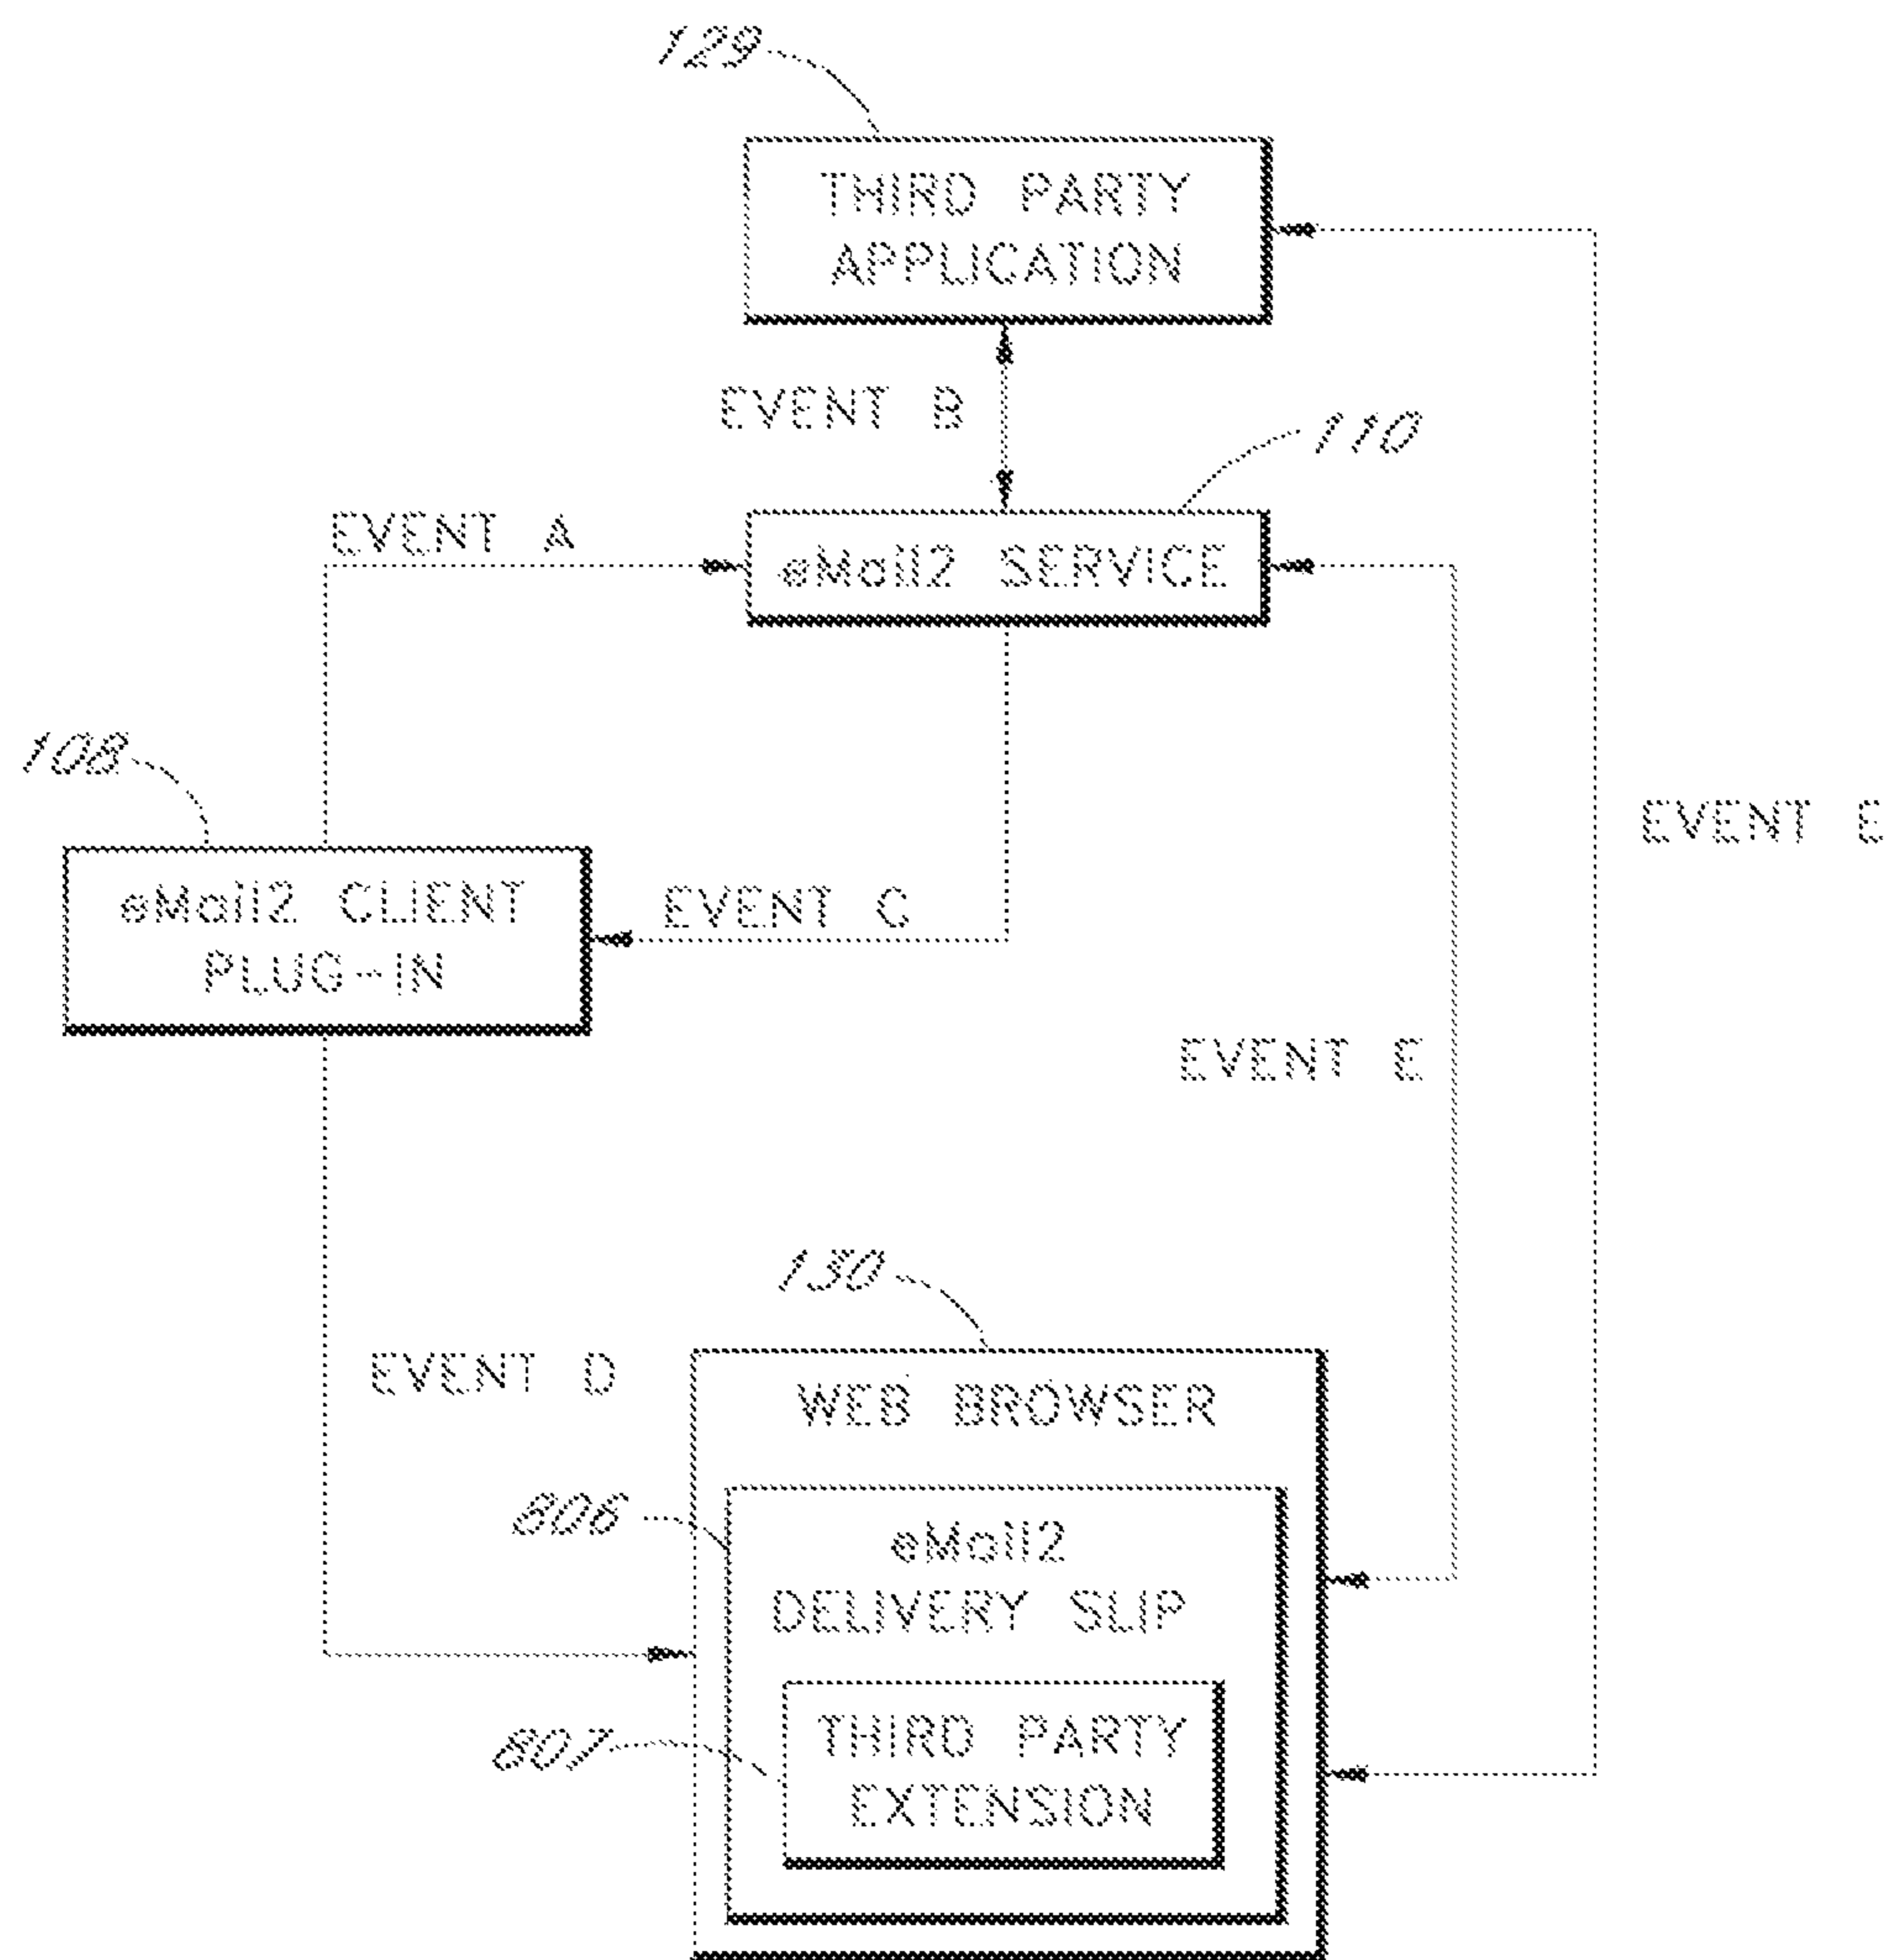 129
THIRD PARTY
APPLICATION
EVENT B
110
EVENT A
eMail2 SERVICE
108
EVENT E
eMail2 CLIENT
PLUG-IN
EVENT C
EVENT E
130
EVENT D
WEB BROWSER
806
eMail2
DELIVERY SLIP
807
THIRD PARTY
EXTENSION